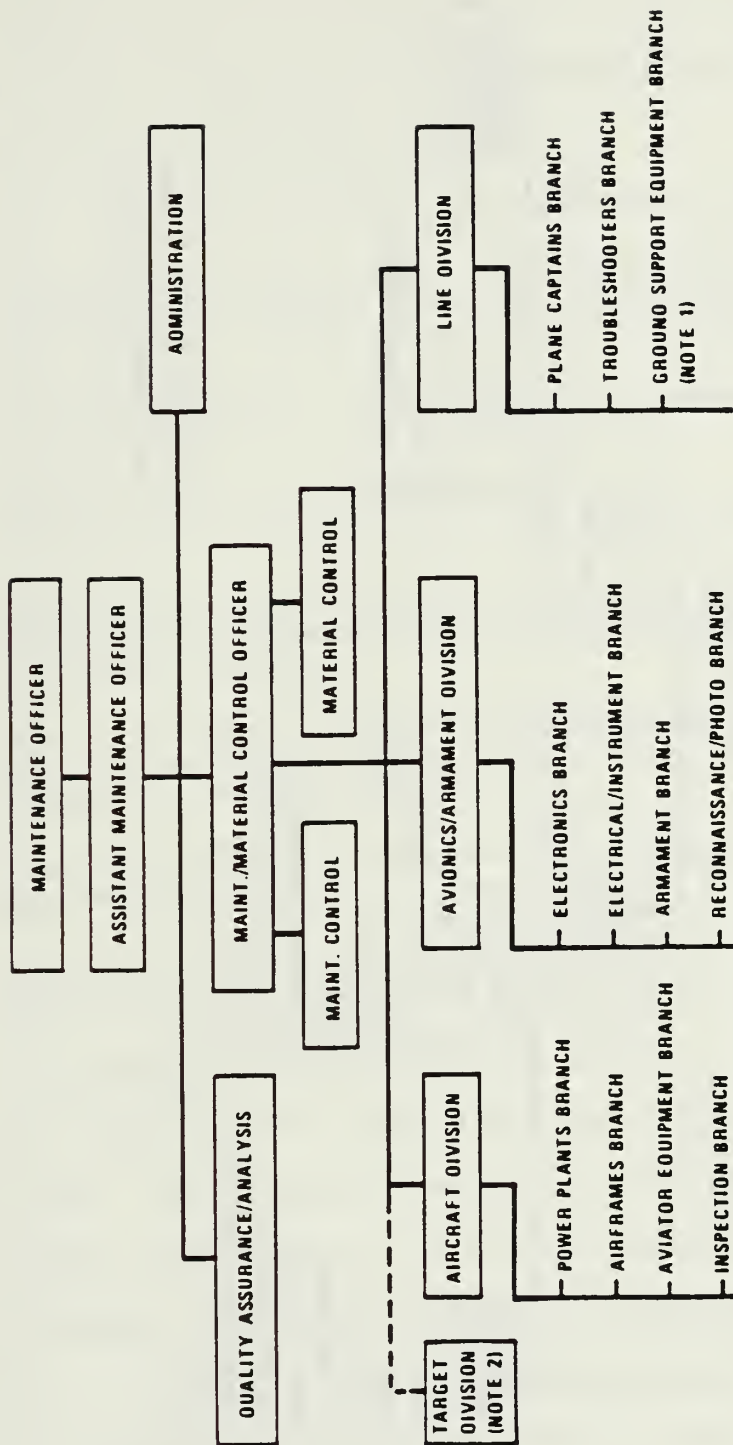 MAINTENANCE OFFICER
ASSISTANT MAINTENANCE OFFICER
QUALITY ASSURANCE/ANALYSIS
ADMINISTRATION
MAINT./MATERIAL CONTROL OFFICER
MAINT. CONTROL
MATERIAL CONTROL
TARGET
DIVISION
(NOTE 2)
AIRCRAFT DIVISION
POWER PLANTS BRANCH
AIRFRAMES BRANCH
AVIATOR EQUIPMENT BRANCH
INSPECTION BRANCH
AVIONICS/ARMAMENT DIVISION
ELECTRONICS BRANCH
ELECTRICAL/INSTRUMENT BRANCH
ARMAMENT BRANCH
RECONNAISSANCE/PHOTO BRANCH
LINE DIVISION
PLANE CAPTAINS BRANCH
TROUBLESHOOTERS BRANCH
GROUND SUPPORT EQUIPMENT BRANCH
(NOTE 1)